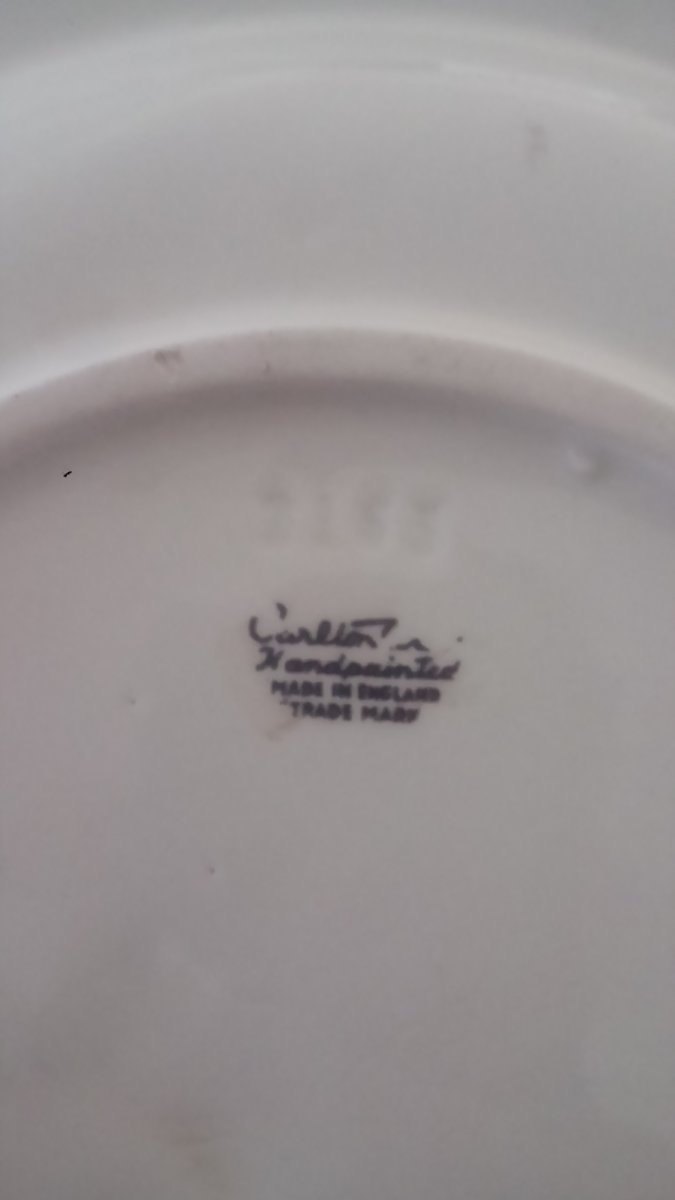 Carlton
Handpainted
MADE IN ENGLAND
TRADE MARK